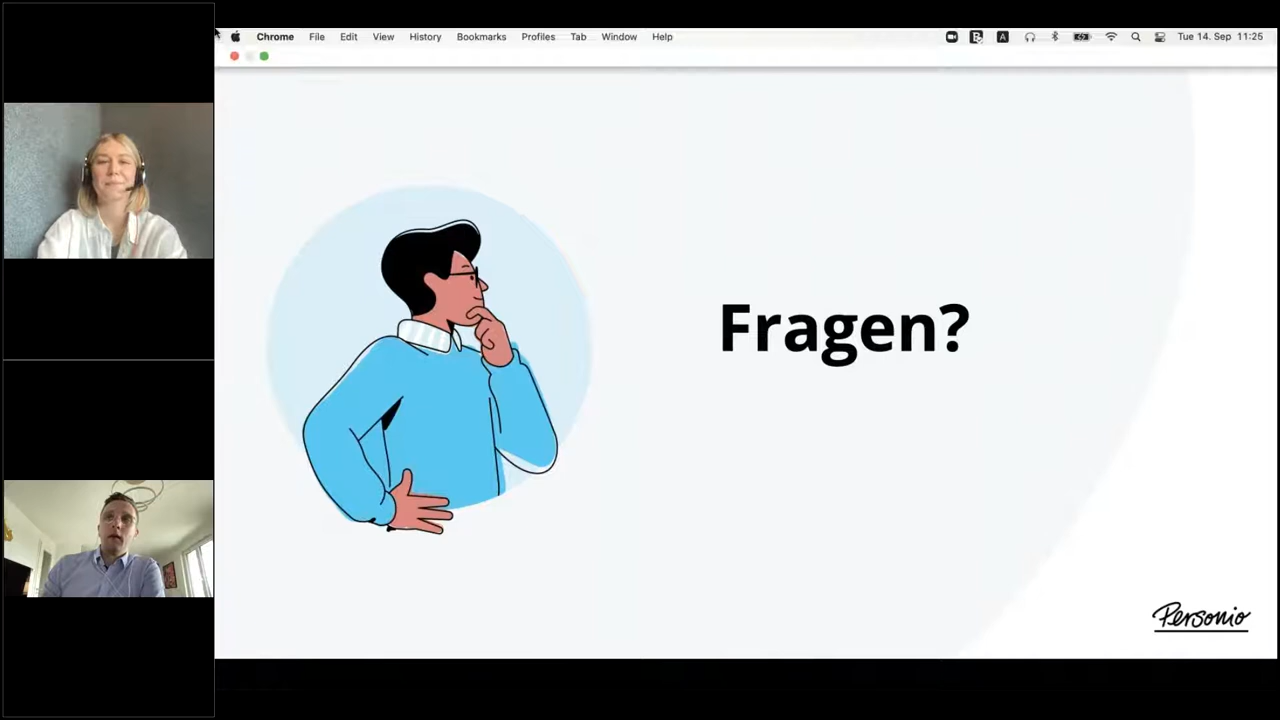 Chrome File Edit View History Bookmarks Profiles Tab Window Help A Tue 14. Sep 11:25
Fragen?
Personio